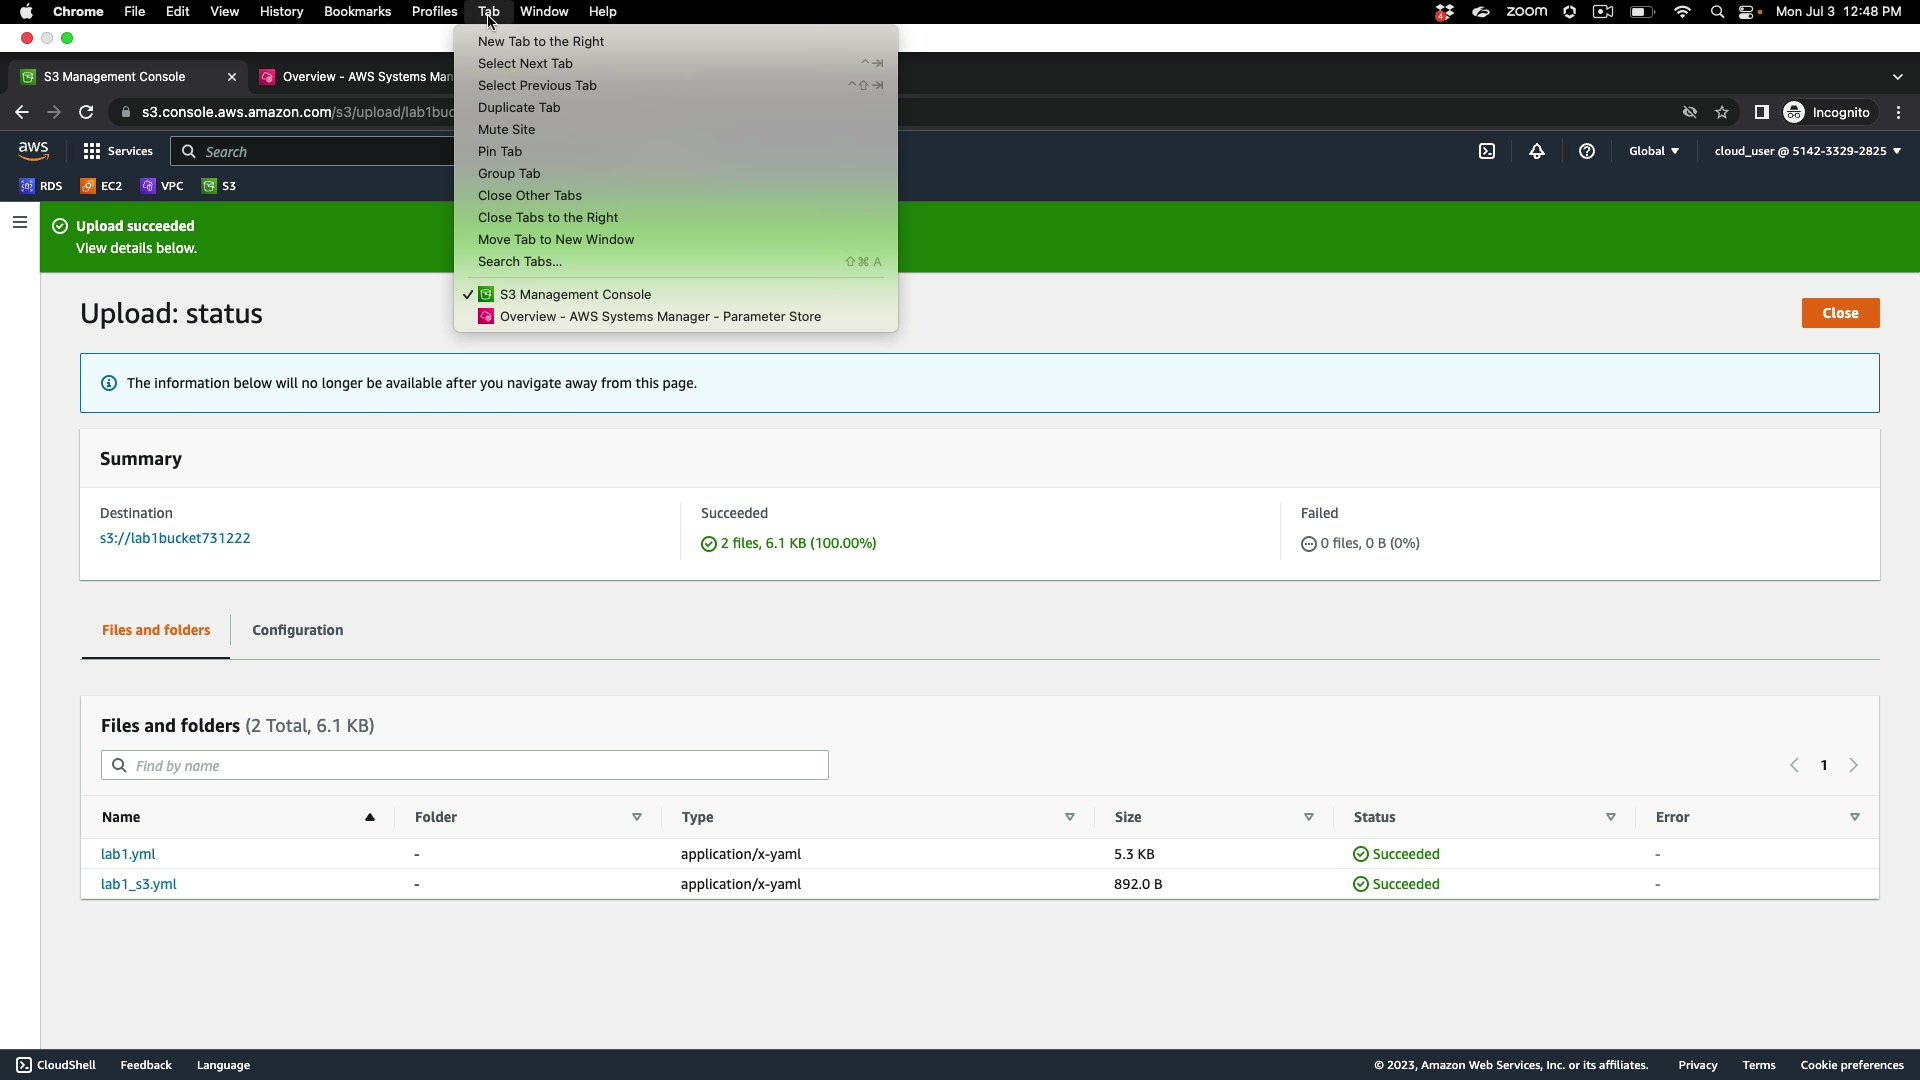 Chrome File Edit View History Bookmarks Profiles Tab Window Help 4 zoom Mon Jul 3 12:48 PM
New Tab to the Right
Select Next Tab ⌃⇥
Select Previous Tab ⌃⇧⇥
Duplicate Tab
Mute Site
Pin Tab
Group Tab
Close Other Tabs
Close Tabs to the Right
Move Tab to New Window
Search Tabs... ⇧⌘ A
✓ S3 Management Console
Overview - AWS Systems Manager - Parameter Store
S3 Management Console × Overview - AWS Systems Man
s3.console.aws.amazon.com/s3/upload/lab1buc Incognito
aws Services Search Global cloud_user @ 5142-3329-2825
RDS EC2 VPC S3
Upload succeeded
View details below.
Upload: status Close
The information below will no longer be available after you navigate away from this page.
Summary
Destination Succeeded Failed
s3://lab1bucket731222 2 files, 6.1 KB (100.00%) 0 files, 0 B (0%)
Files and folders Configuration
Files and folders (2 Total, 6.1 KB)
Find by name 1
Name Folder Type Size Status Error
lab1.yml - application/x-yaml 5.3 KB Succeeded -
lab1_s3.yml - application/x-yaml 892.0 B Succeeded -
CloudShell Feedback Language © 2023, Amazon Web Services, Inc. or its affiliates. Privacy Terms Cookie preferences